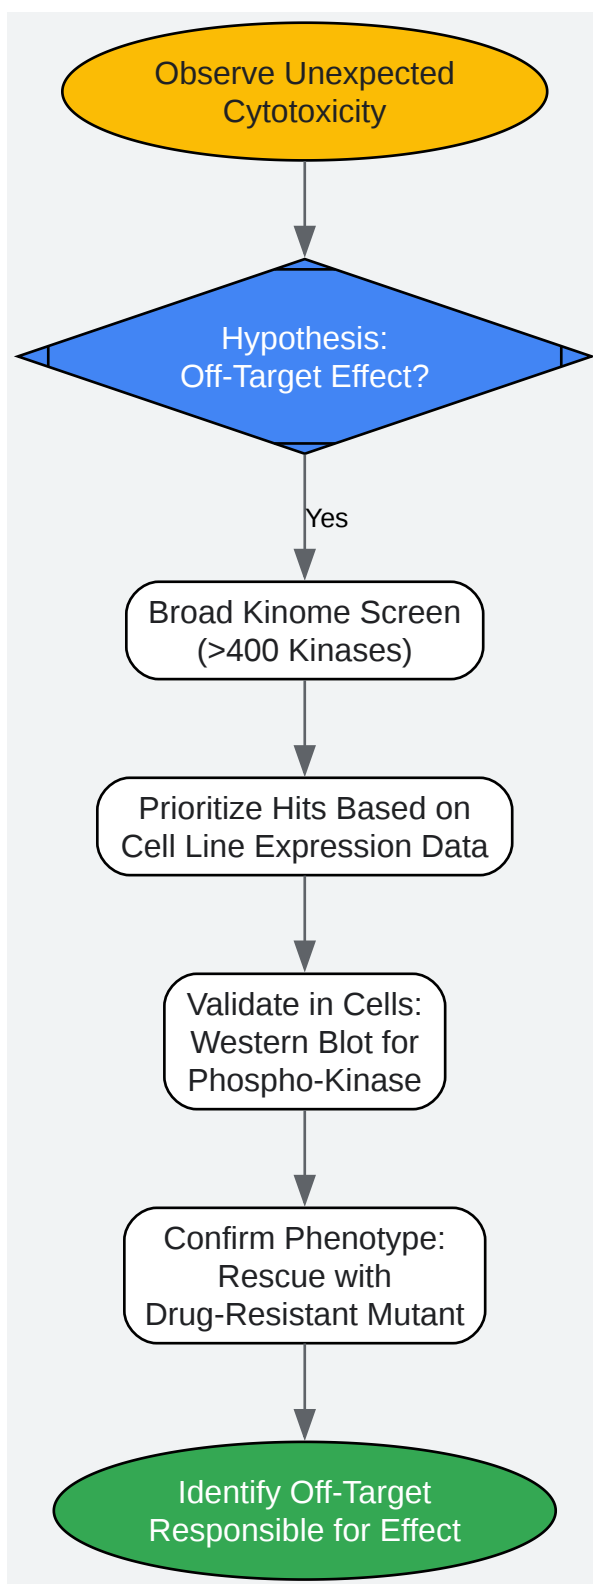 Observe Unexpected
Cytotoxicity
Hypothesis:
Off-Target Effect?
Yes
Broad Kinome Screen
(>400 Kinases)
Prioritize Hits Based on
Cell Line Expression Data
Validate in Cells:
Western Blot for
Phospho-Kinase
Confirm Phenotype:
Rescue with
Drug-Resistant Mutant
Identify Off-Target
Responsible for Effect